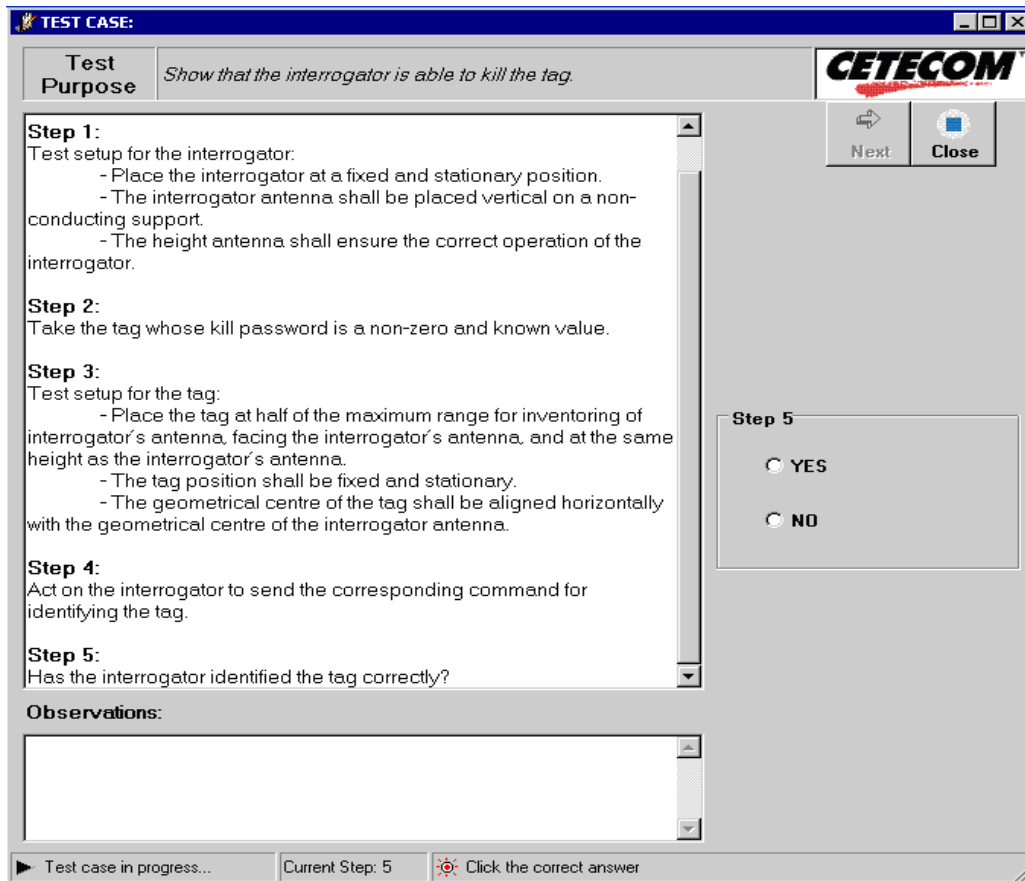 TEST CASE:
Test
Purpose
Show that the interrogator is able to kill the tag.
CETECOM
Next
Close
Step 1:
Test setup for the interrogator:
- Place the interrogator at a fixed and stationary position.
- The interrogator antenna shall be placed vertical on a non-
conducting support.
- The height antenna shall ensure the correct operation of the
interrogator.
Step 2:
Take the tag whose kill password is a non-zero and known value.
Step 3:
Test setup for the tag:
- Place the tag at half of the maximum range for inventoring of
interrogator´s antenna, facing the interrogator´s antenna, and at the same
height as the interrogator´s antenna.
- The tag position shall be fixed and stationary.
- The geometrical centre of the tag shall be aligned horizontally
with the geometrical centre of the interrogator antenna.
Step 4:
Act on the interrogator to send the corresponding command for
identifying the tag.
Step 5:
Has the interrogator identified the tag correctly?
Step 5
YES
NO
Observations:
Test case in progress...
Current Step: 5
Click the correct answer